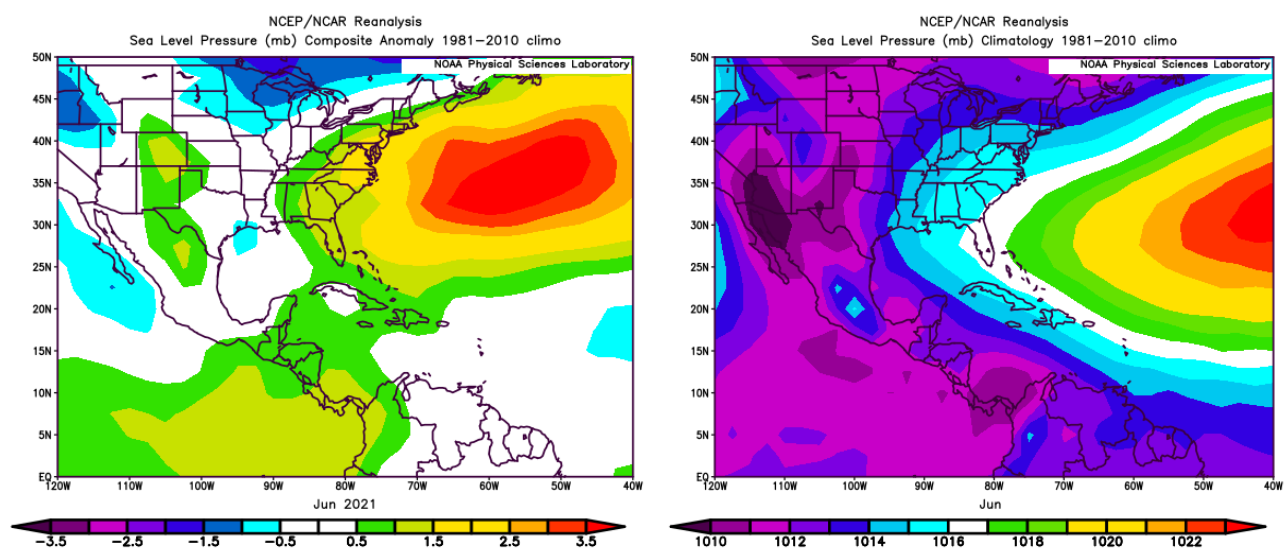 NCEP/NCAR Reanalysis
Sea Level Pressure (mb) Composite Anomaly 1981−2010 climo
NOAA Physical Sciences Laboratory
50N
45N
40N
35N
30N
25N
20N
15N
10N
5N
EQ
120W 110W 100W 90W 80W 70W 60W 50W 40W
Jun 2021
−3.5 −2.5 −1.5 −0.5 0.5 1.5 2.5 3.5
NCEP/NCAR Reanalysis
Sea Level Pressure (mb) Climatology 1981−2010 climo
NOAA Physical Sciences Laboratory
50N
45N
40N
35N
30N
25N
20N
15N
10N
5N
EQ
120W 110W 100W 90W 80W 70W 60W 50W 40W
Jun
1010 1012 1014 1016 1018 1020 1022